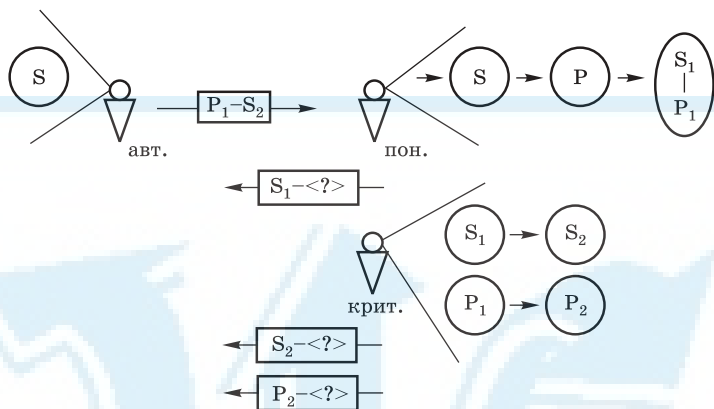 S
P₁–S₂
S
P
S₁
P₁
авт.
пон.
S₁–<?>
S₁
S₂
P₁
P₂
крит.
S₂–<?>
P₂–<?>